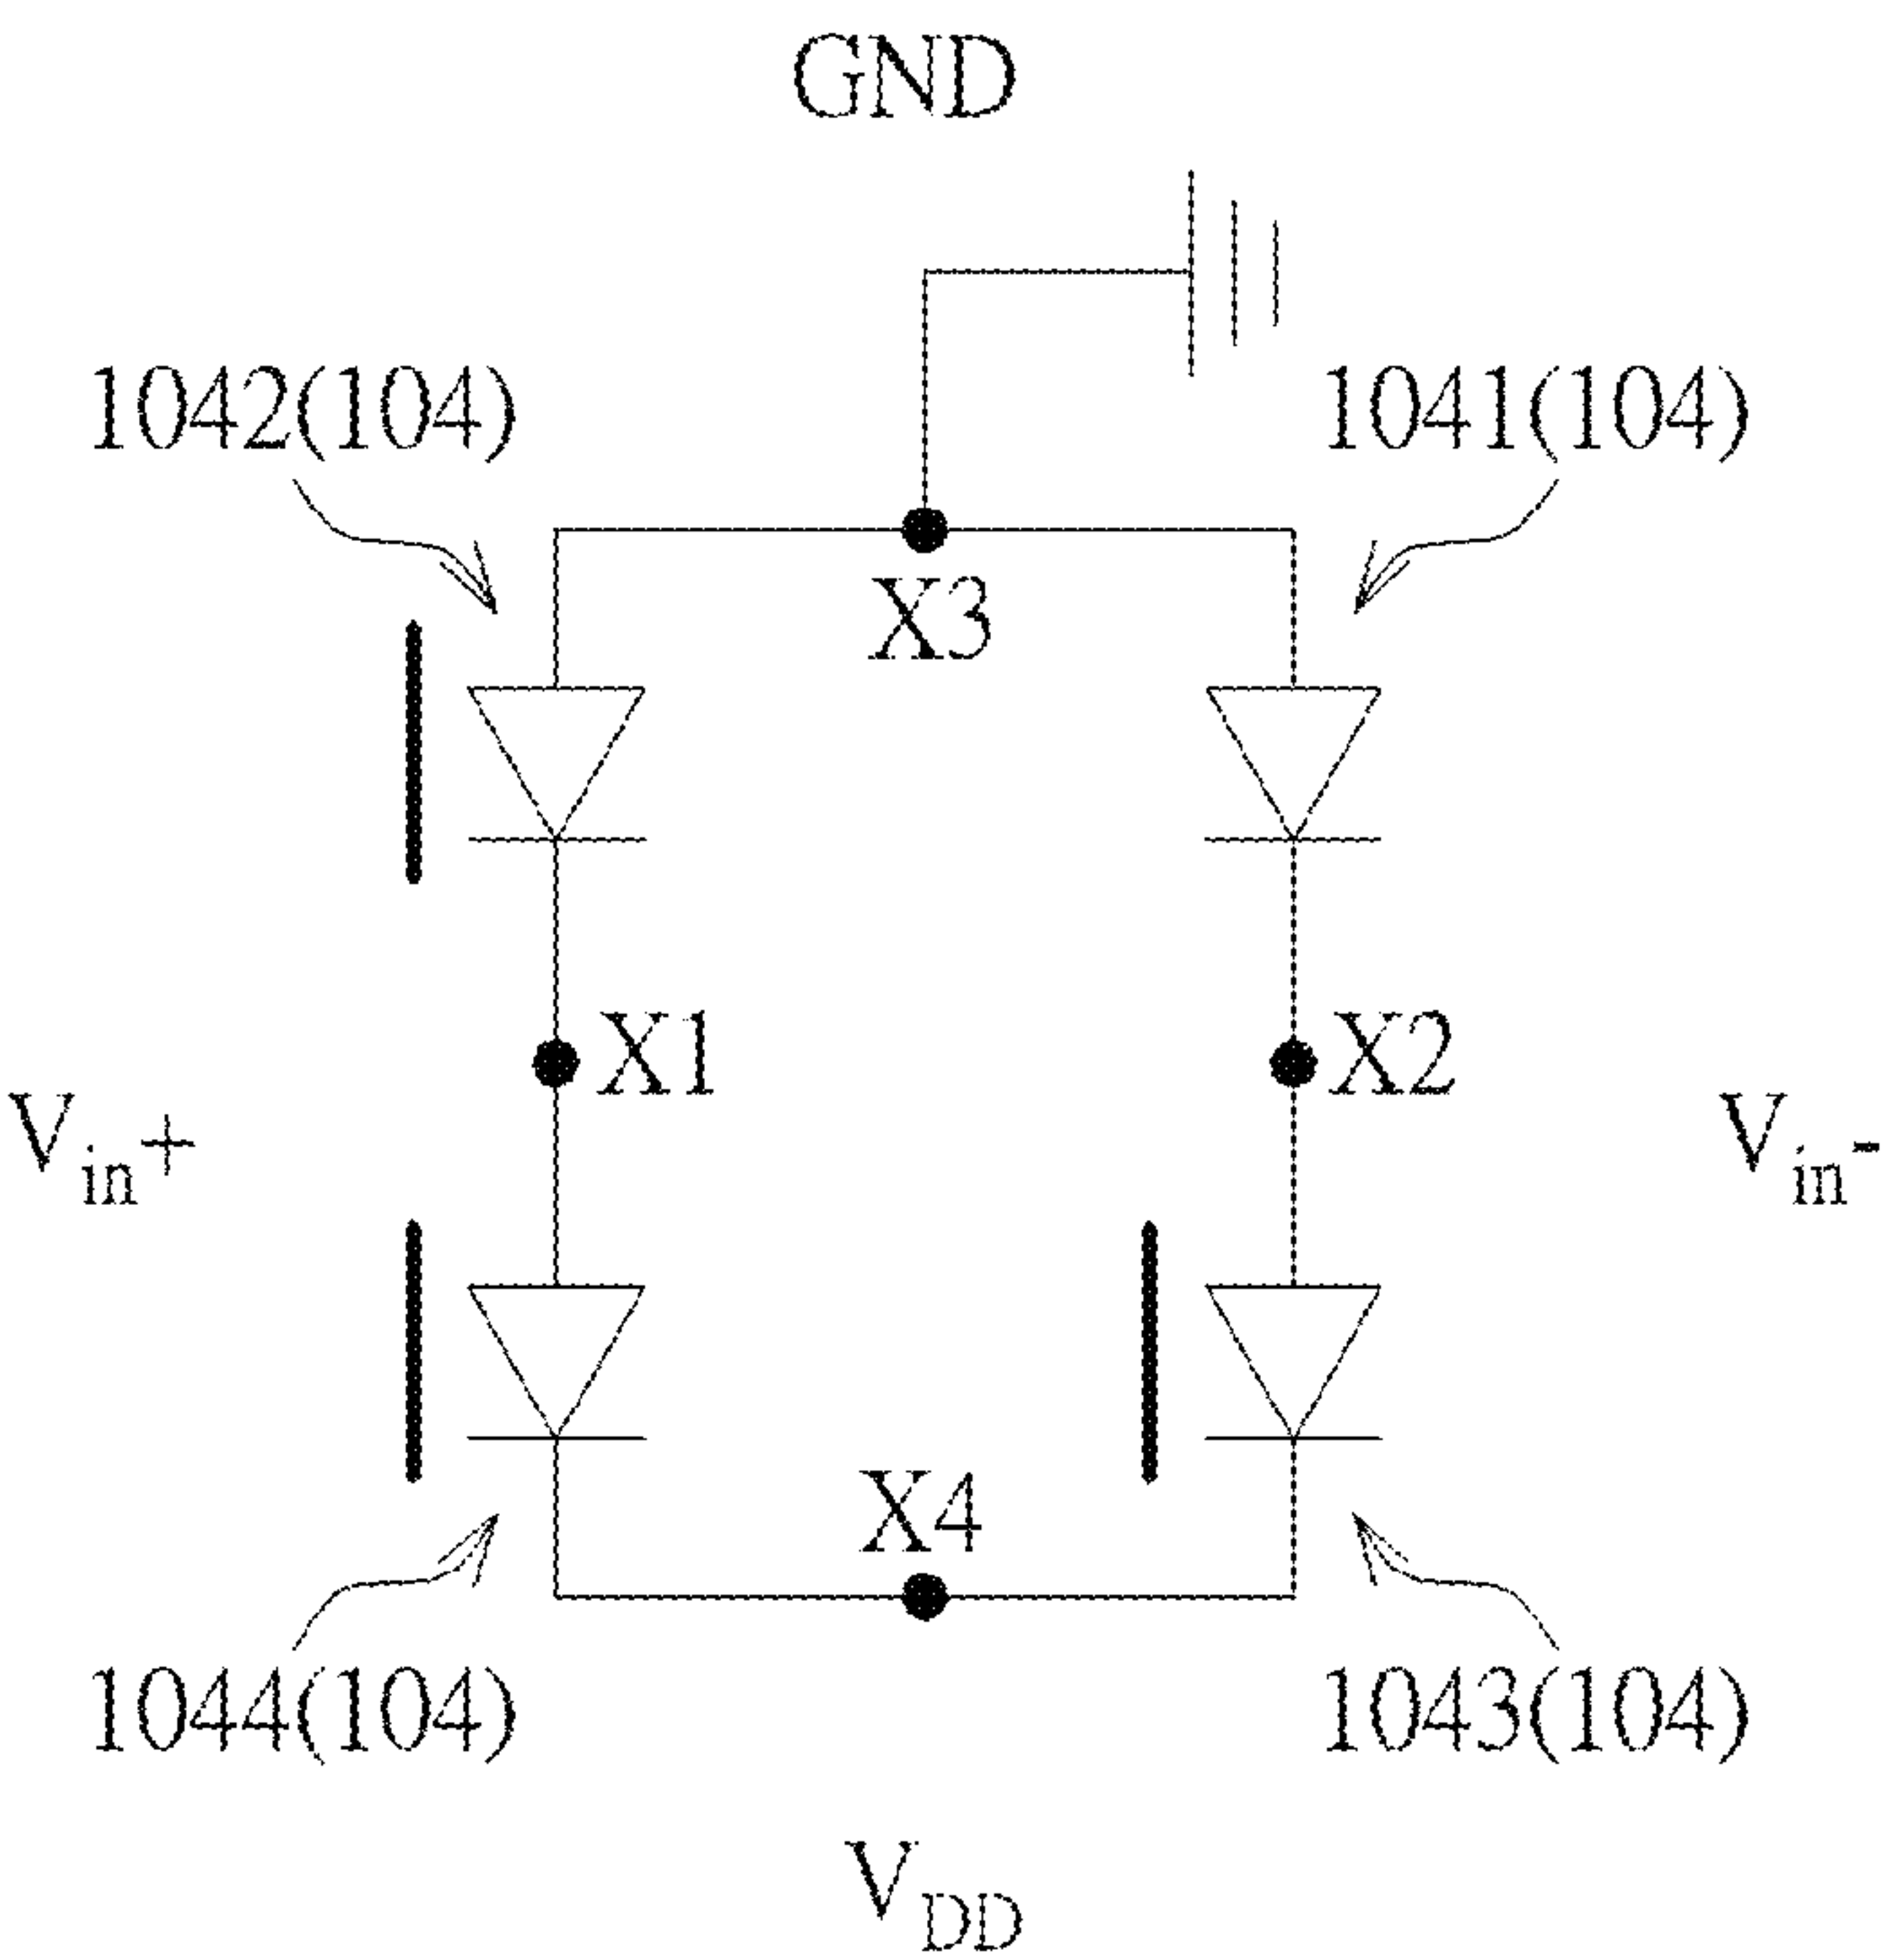 GND
1042(104)
1041(104)
X3
X1
X2
Vin+
Vin-
X4
1044(104)
1043(104)
VDD